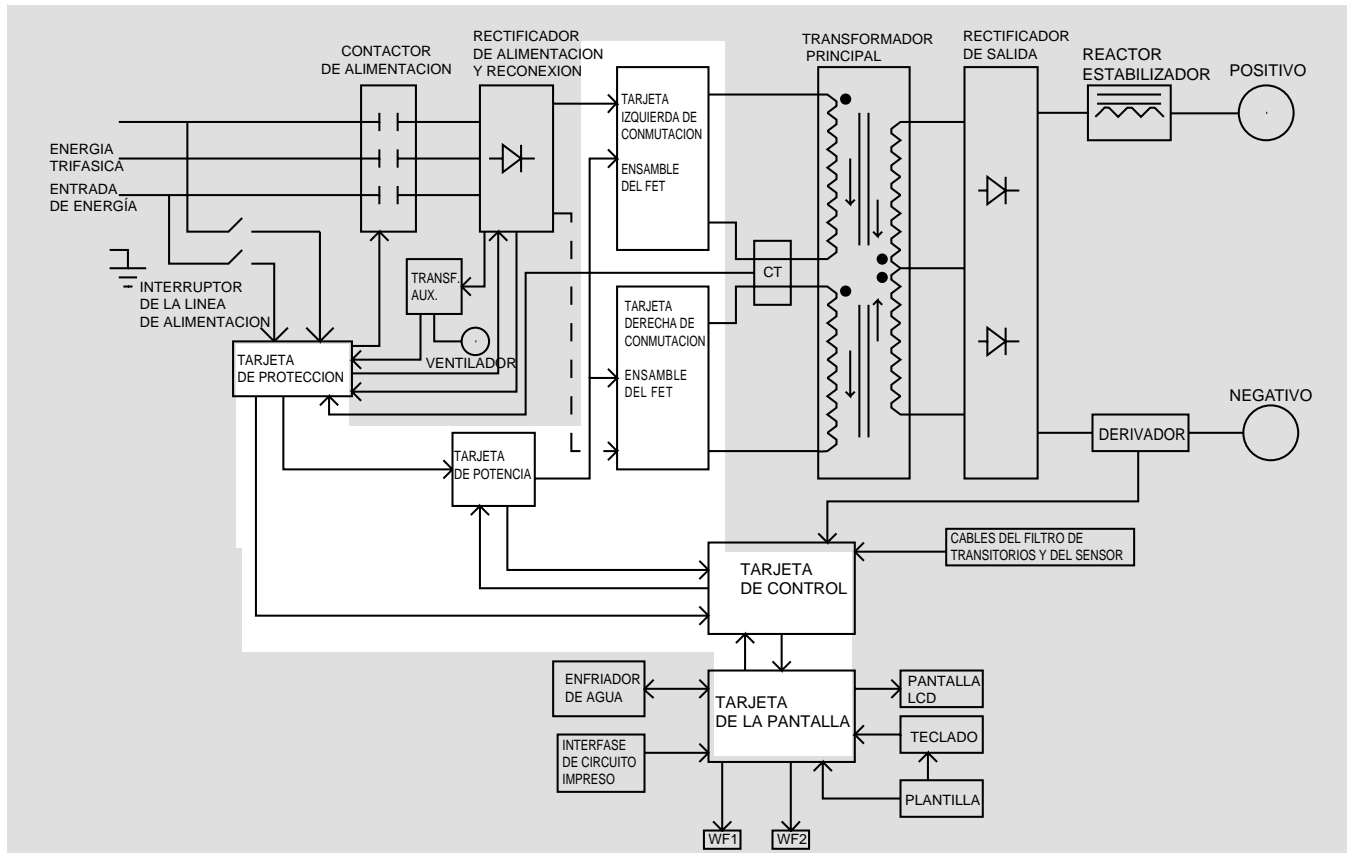 CONTACTOR
DE ALIMENTACION
RECTIFICADOR
DE ALIMENTACION
Y RECONEXION
TRANSFORMADOR
PRINCIPAL
RECTIFICADOR
DE SALIDA
REACTOR
ESTABILIZADOR
POSITIVO
ENERGIA
TRIFASICA
ENTRADA
DE ENERGÍA
TARJETA
IZQUIERDA DE
CONMUTACION
ENSAMBLE
DEL FET
INTERRUPTOR
DE LA LINEA
DE ALIMENTACION
TRANSF.
AUX.
VENTILADOR
CT
TARJETA
DERECHA DE
CONMUTACION
ENSAMBLE
DEL FET
TARJETA
DE PROTECCION
NEGATIVO
DERIVADOR
TARJETA
DE POTENCIA
CABLES DEL FILTRO DE
TRANSITORIOS Y DEL SENSOR
TARJETA
DE CONTROL
ENFRIADOR
DE AGUA
TARJETA
DE LA PANTALLA
PANTALLA
LCD
TECLADO
INTERFASE
DE CIRCUITO
IMPRESO
PLANTILLA
WF1
WF2